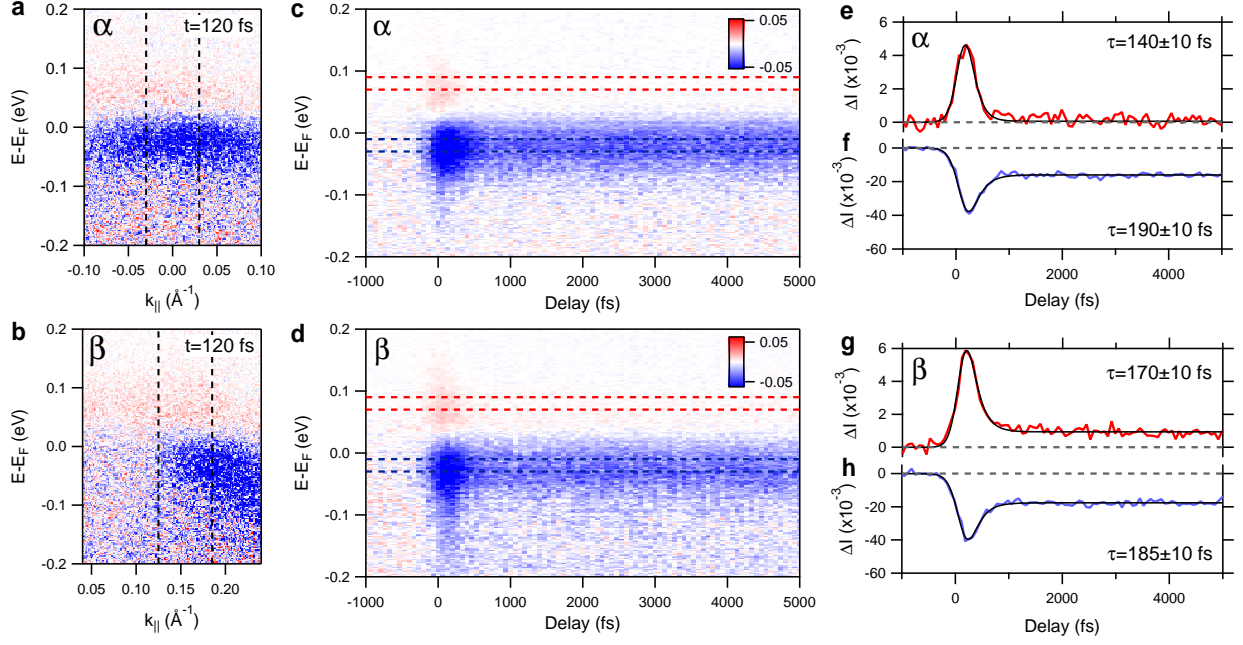 a
α
t=120 fs
E-E_F (eV)
0.2
0.1
0.0
-0.1
-0.2
-0.10
-0.05
0.00
0.05
0.10
k_|| (Å^-1)
b
β
t=120 fs
E-E_F (eV)
0.2
0.1
0.0
-0.1
-0.2
0.05
0.10
0.15
0.20
k_|| (Å^-1)
c
α
0.05
-0.05
E-E_F (eV)
0.2
0.1
0.0
-0.1
-0.2
-1000
0
1000
2000
3000
4000
5000
Delay (fs)
d
β
0.05
-0.05
E-E_F (eV)
0.2
0.1
0.0
-0.1
-0.2
-1000
0
1000
2000
3000
4000
5000
Delay (fs)
e
α
τ=140±10 fs
ΔI (x10^-3)
6
4
2
0
f
τ=190±10 fs
ΔI (x10^-3)
0
-20
-40
-60
0
2000
4000
g
β
τ=170±10 fs
ΔI (x10^-3)
6
4
2
0
h
τ=185±10 fs
ΔI (x10^-3)
0
-20
-40
-60
0
2000
4000
Delay (fs)